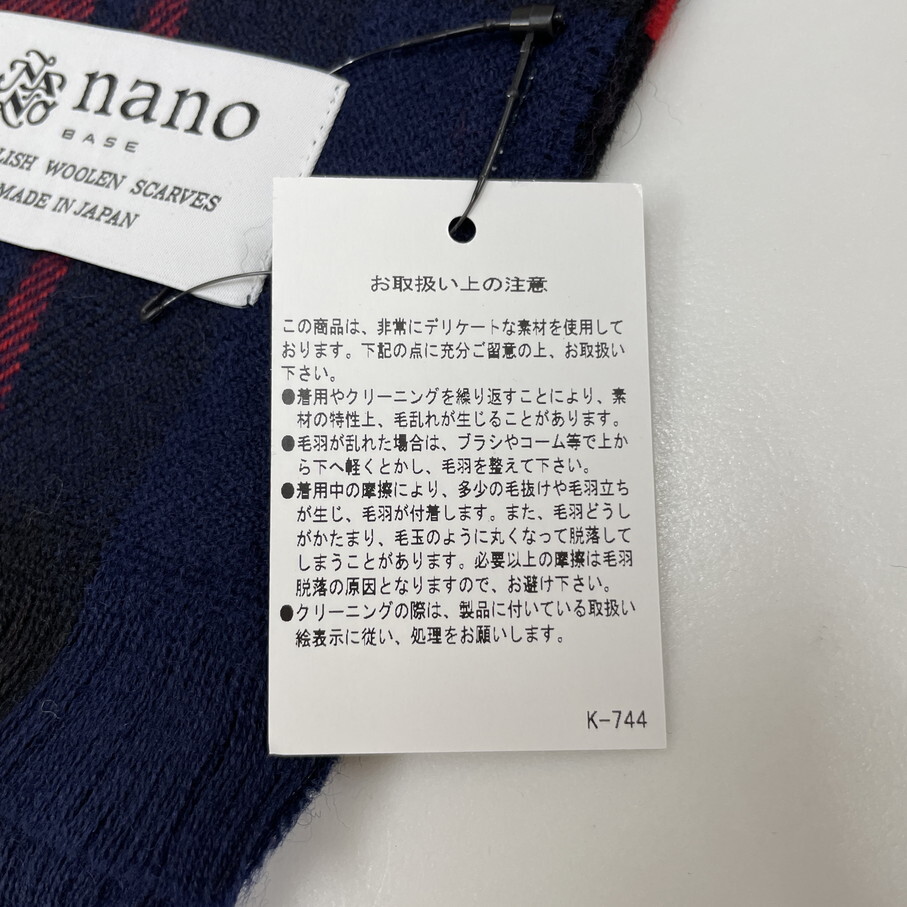 nano
BASE
LISH WOOLEN SCARVES
MADE IN JAPAN
お取扱い上の注意
この商品は、非常にデリケートな素材を使用して
おります。下記の点に充分ご留意の上、お取扱い
下さい。
●着用やクリーニングを繰り返すことにより、素
材の特性上、毛乱れが生じることがあります。
●毛羽が乱れた場合は、ブラシやコーム等で上か
ら下へ軽くとかし、毛羽を整えて下さい。
●着用中の摩擦により、多少の毛抜けや毛羽立ち
が生じ、毛羽が付着します。また、毛羽どうし
がかたまり、毛玉のように丸くなって脱落して
しまうことがあります。必要以上の摩擦は毛羽
脱落の原因となりますので、お避け下さい。
●クリーニングの際は、製品に付いている取扱い
絵表示に従い、処理をお願いします。
K-744